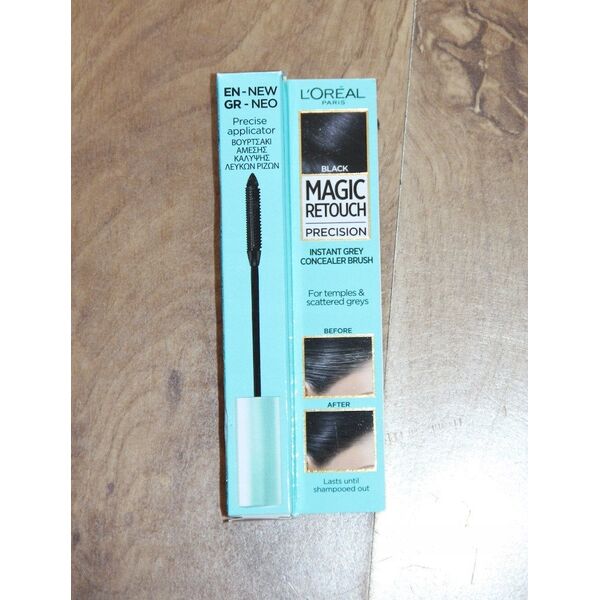 EN - NEW
GR - NEO
Precise
applicator
ΒΟΥΡΤΣΑΚΙ
ΑΜΕΣΗΣ
ΚΑΛΥΨΗΣ
ΛΕΥΚΩΝ ΡΙΖΩΝ
L'ORÉAL
PARIS
BLACK
MAGIC
RETOUCH
PRECISION
INSTANT GREY
CONCEALER BRUSH
For temples &
scattered greys
BEFORE
AFTER
Lasts until
shampooed out